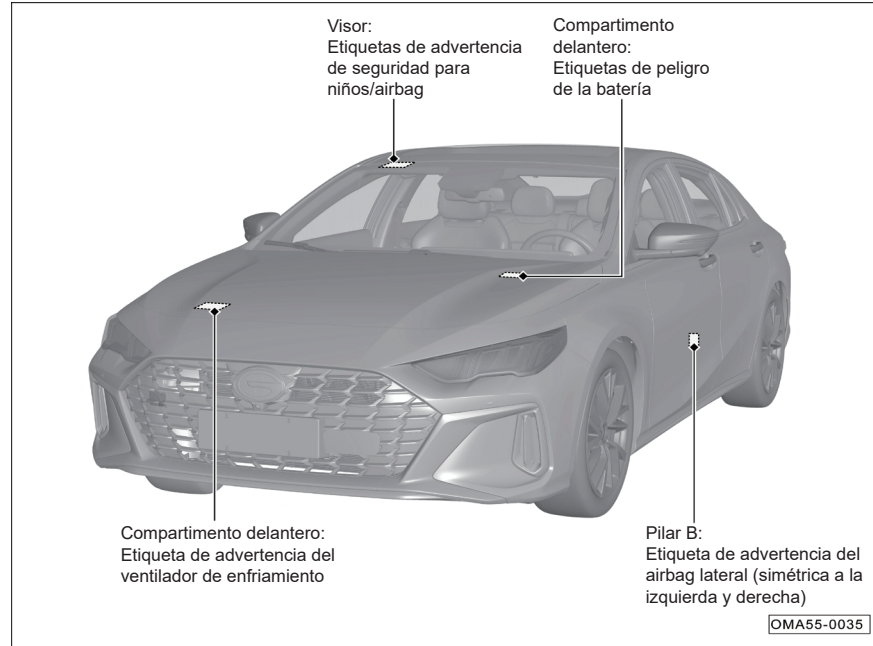 Visor:
Etiquetas de advertencia
de seguridad para
niños/airbag
Compartimento
delantero:
Etiquetas de peligro
de la batería
Compartimento delantero:
Etiqueta de advertencia del
ventilador de enfriamiento
Pilar B:
Etiqueta de advertencia del
airbag lateral (simétrica a la
izquierda y derecha)
OMA55-0035